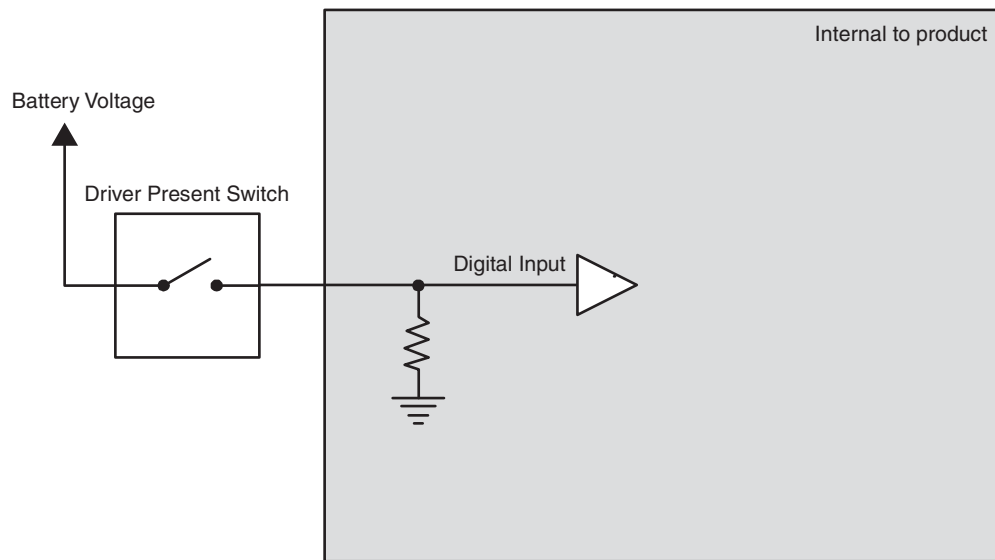 Internal to product
Battery Voltage
Driver Present Switch
Digital Input